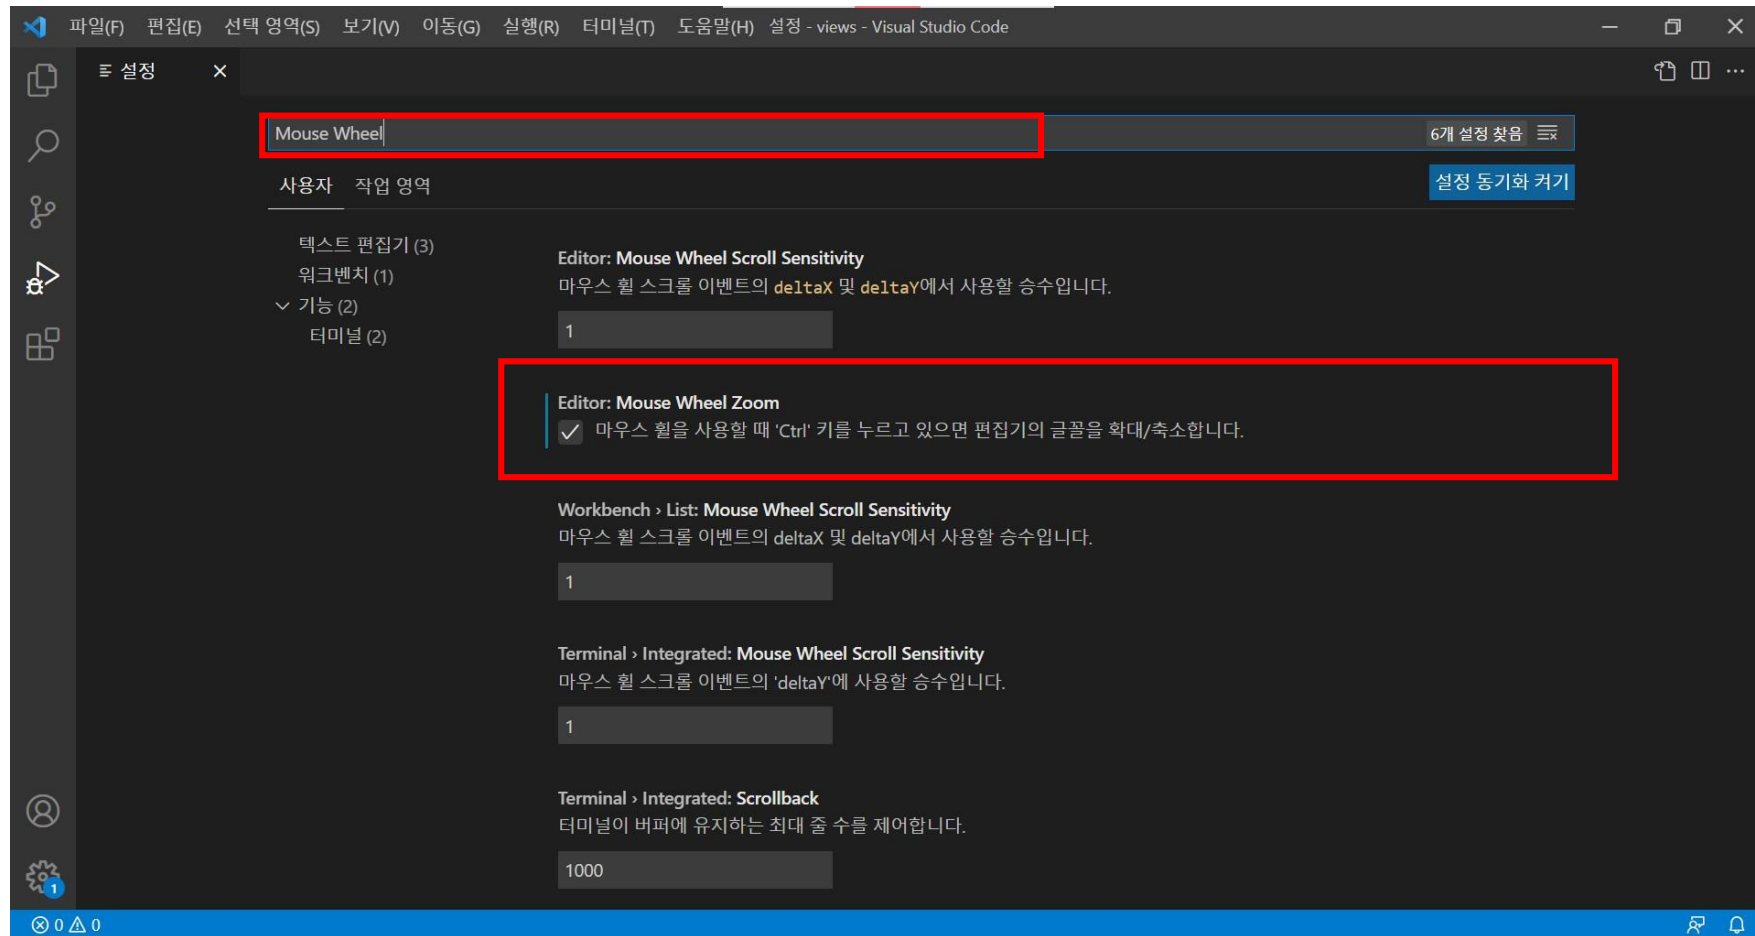 파일(F) 편집(E) 선택 영역(S) 보기(V) 이동(G) 실행(R) 터미널(T) 도움말(H) 설정 - views - Visual Studio Code
설정
Mouse Wheel 6개 설정 찾음
사용자 작업 영역 설정 동기화 켜기
텍스트 편집기 (3)
워크벤치 (1)
기능 (2)
터미널 (2)
Editor: Mouse Wheel Scroll Sensitivity
마우스 휠 스크롤 이벤트의 deltaX 및 deltaY에서 사용할 승수입니다.
1
Editor: Mouse Wheel Zoom
마우스 휠을 사용할 때 'Ctrl' 키를 누르고 있으면 편집기의 글꼴을 확대/축소합니다.
Workbench › List: Mouse Wheel Scroll Sensitivity
마우스 휠 스크롤 이벤트의 deltaX 및 deltaY에서 사용할 승수입니다.
1
Terminal › Integrated: Mouse Wheel Scroll Sensitivity
마우스 휠 스크롤 이벤트의 'deltaY'에 사용할 승수입니다.
1
Terminal › Integrated: Scrollback
터미널이 버퍼에 유지하는 최대 줄 수를 제어합니다.
1000
1
0 0